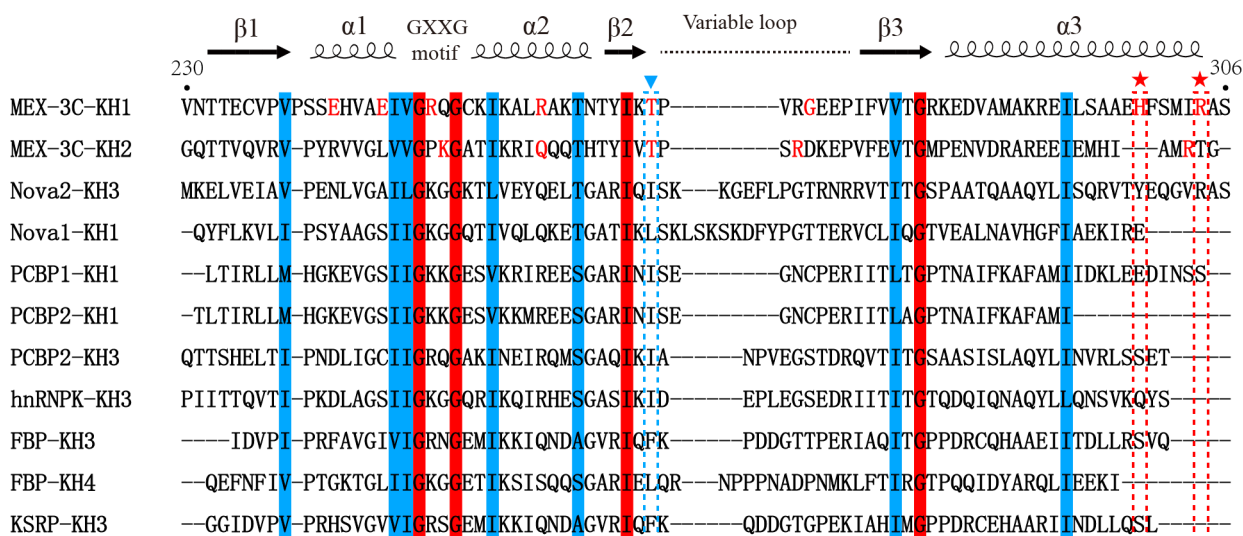 β1 α1 GXXG motif α2 β2 Variable loop β3 α3
230 306
MEX-3C-KH1 VNTTECVPVPSSEHVAEIVGRQGCKIKALRAKTNTYIKTP---------VRGEEPIFVVTGRKEDVAMAKREILSAAEHFSMIRAS
MEX-3C-KH2 GQTTVQVRV-PYRVVGLVVGPKGATIKRIQQQTHTYIVTP---------SRDKEPVFEVTGMPENVDRAREEIEMHI---AMRTG-
Nova2-KH3 MKELVEIAV-PENLVGAILGKGGKTLVEYQELTGARIQISK---KGEFLPGTRNRRVTITGSPAATQAAQYLISQRVTYEQGVRAS
Nova1-KH1 -QYFLKVLI-PSYAAGSIIGKGGQTIVQLQKETGATIKLSKLSKSKDFYPGTTERVCLIQGTVEALNAVHGFIAEKIRE-------
PCBP1-KH1 --LTIRLLM-HGKEVGSIIGKKGESVKRIREESGARINISE--------GNCPERIITLTGPTNAIFKAFAMIIDKLEEDINSS--
PCBP2-KH1 -TLTIRLLM-HGKEVGSIIGKKGESVKKMREESGARINISE--------GNCPERIITLAGPTNAIFKAFAMI-------------
PCBP2-KH3 QTTSHELTI-PNDLIGCIIGRQGAKINEIRQMSGAQIKIA------NPVEGSTDRQVTITGSAASISLAQYLINVRLSSET-----
hnRNPK-KH3 PIITTQVTI-PKDLAGSIIGKGGQRIKQIRHESGASIKID------EPLEGSEDRIITITGTQDQIQNAQYLLQNSVKQYS-----
FBP-KH3 ----IDVPI-PRFAVGIVIGRNGEMIKKIQNDAGVRIQFK------PDDGTTPERIAQITGPPDRCQHAAEIITDLLRSVQ-----
FBP-KH4 --QEFNFIV-PTGKTGLIIGKGGETIKSISQQSGARIELQR---NPPPNADPNMKLFTIRGTPQQIDYARQLIEEKI---------
KSRP-KH3 --GGIDVPV-PRHSVGVVIGRSGEMIKKIQNDAGVRIQFK------QDDGTGPEKIAHIMGPPDRCEHAARIINDLLQSL------